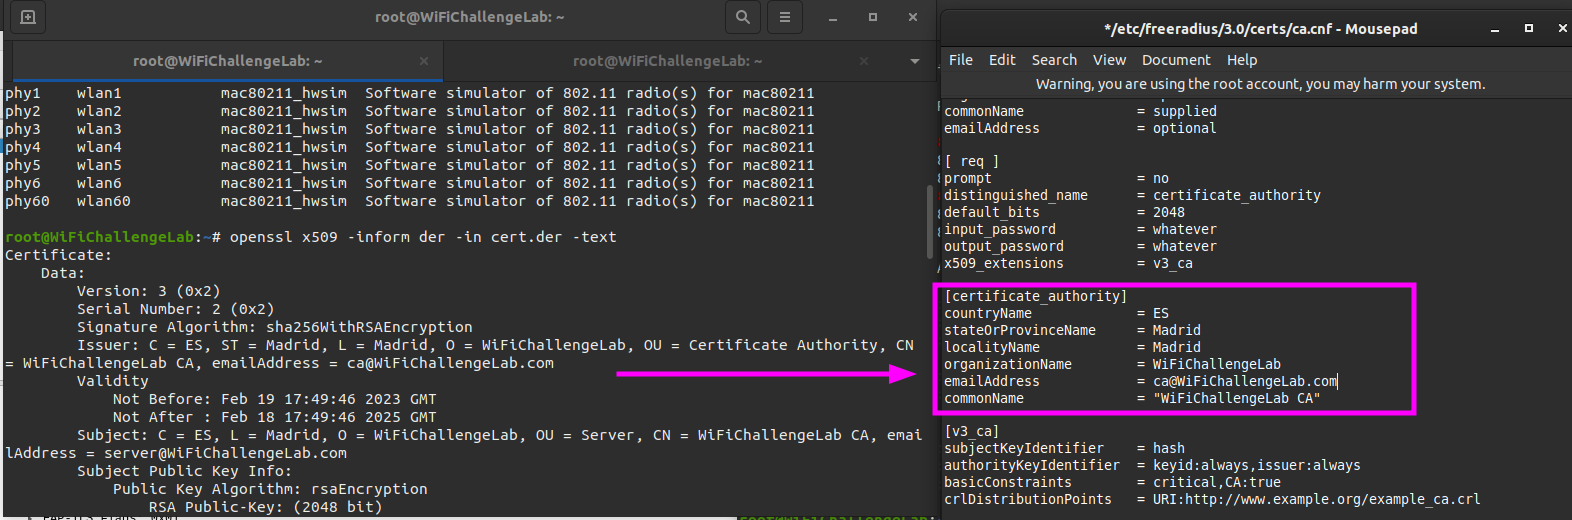 root@WiFiChallengeLab: ~
root@WiFiChallengeLab: ~
root@WiFiChallengeLab: ~
phy1 wlan1 mac80211_hwsim Software simulator of 802.11 radio(s) for mac80211
phy2 wlan2 mac80211_hwsim Software simulator of 802.11 radio(s) for mac80211
phy3 wlan3 mac80211_hwsim Software simulator of 802.11 radio(s) for mac80211
phy4 wlan4 mac80211_hwsim Software simulator of 802.11 radio(s) for mac80211
phy5 wlan5 mac80211_hwsim Software simulator of 802.11 radio(s) for mac80211
phy6 wlan6 mac80211_hwsim Software simulator of 802.11 radio(s) for mac80211
phy60 wlan60 mac80211_hwsim Software simulator of 802.11 radio(s) for mac80211
root@WiFiChallengeLab:~# openssl x509 -inform der -in cert.der -text
Certificate:
Data:
Version: 3 (0x2)
Serial Number: 2 (0x2)
Signature Algorithm: sha256WithRSAEncryption
Issuer: C = ES, ST = Madrid, L = Madrid, O = WiFiChallengeLab, OU = Certificate Authority, CN
= WiFiChallengeLab CA, emailAddress = ca@WiFiChallengeLab.com
Validity
Not Before: Feb 19 17:49:46 2023 GMT
Not After : Feb 18 17:49:46 2025 GMT
Subject: C = ES, L = Madrid, O = WiFiChallengeLab, OU = Server, CN = WiFiChallengeLab CA, emai
lAddress = server@WiFiChallengeLab.com
Subject Public Key Info:
Public Key Algorithm: rsaEncryption
RSA Public-Key: (2048 bit)
*/etc/freeradius/3.0/certs/ca.cnf - Mousepad
File Edit Search View Document Help
Warning, you are using the root account, you may harm your system.
commonName = supplied
emailAddress = optional
[ req ]
prompt = no
distinguished_name = certificate_authority
default_bits = 2048
input_password = whatever
output_password = whatever
x509_extensions = v3_ca
[certificate_authority]
countryName = ES
stateOrProvinceName = Madrid
localityName = Madrid
organizationName = WiFiChallengeLab
emailAddress = ca@WiFiChallengeLab.com
commonName = "WiFiChallengeLab CA"
[v3_ca]
subjectKeyIdentifier = hash
authorityKeyIdentifier = keyid:always,issuer:always
basicConstraints = critical,CA:true
crlDistributionPoints = URI:http://www.example.org/example_ca.crl